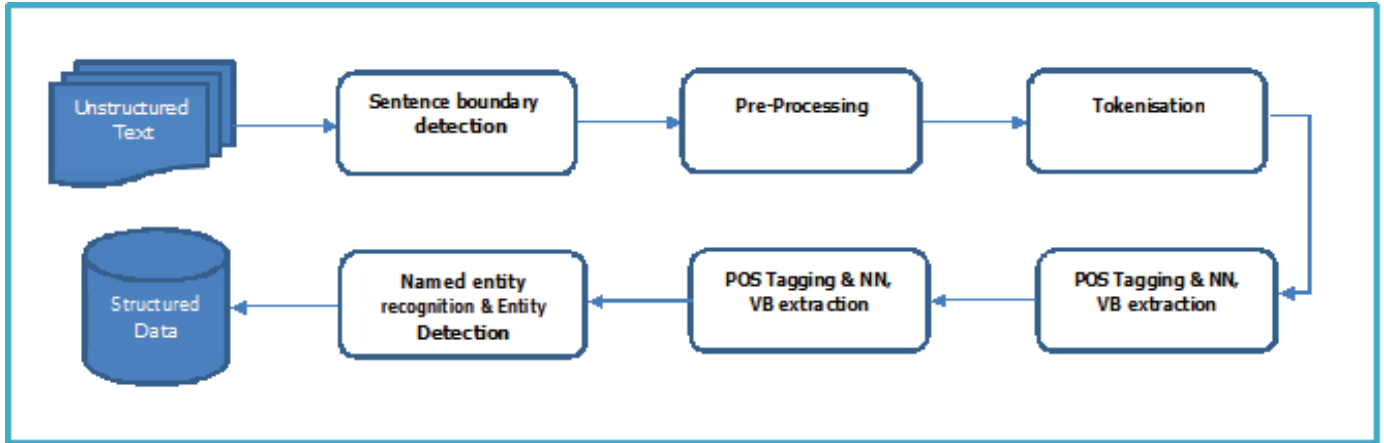 Unstructured
Text
Sentence boundary
detection
Pre-Processing
Tokenisation
POS Tagging & NN,
VB extraction
POS Tagging & NN,
VB extraction
Named entity
recognition & Entity
Detection
Structured
Data